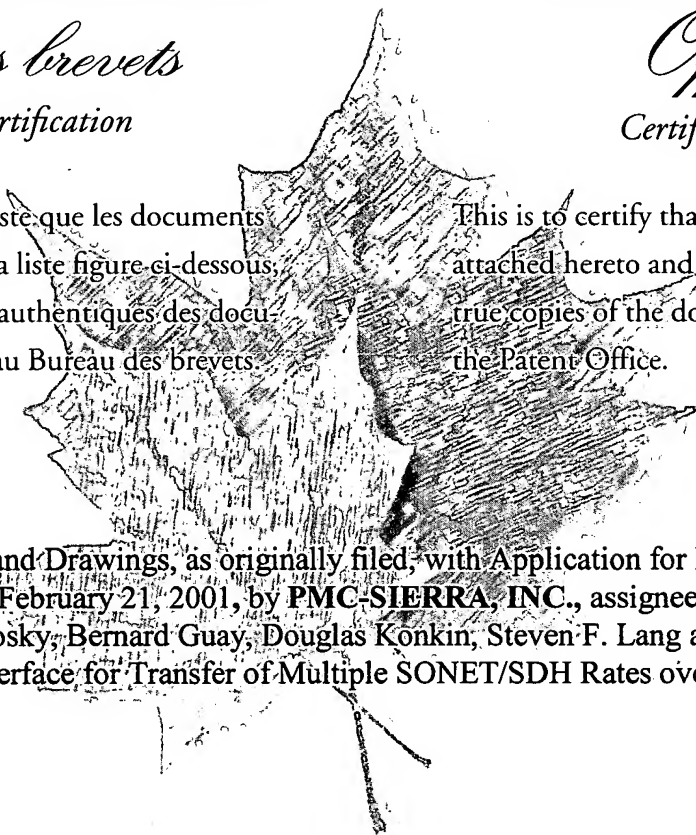 brevets
rtification
Certif
ste que les documents
a liste figure ci-dessous,
authentiques des docu-
au Bureau des brevets.
This is to certify tha
attached hereto and
true copies of the do
the Patent Office.
and Drawings, as originally filed, with Application for
February 21, 2001, by PMC-SIERRA, INC., assignee
osky, Bernard Guay, Douglas Konkin, Steven F. Lang a
erface for Transfer of Multiple SONET/SDH Rates ove